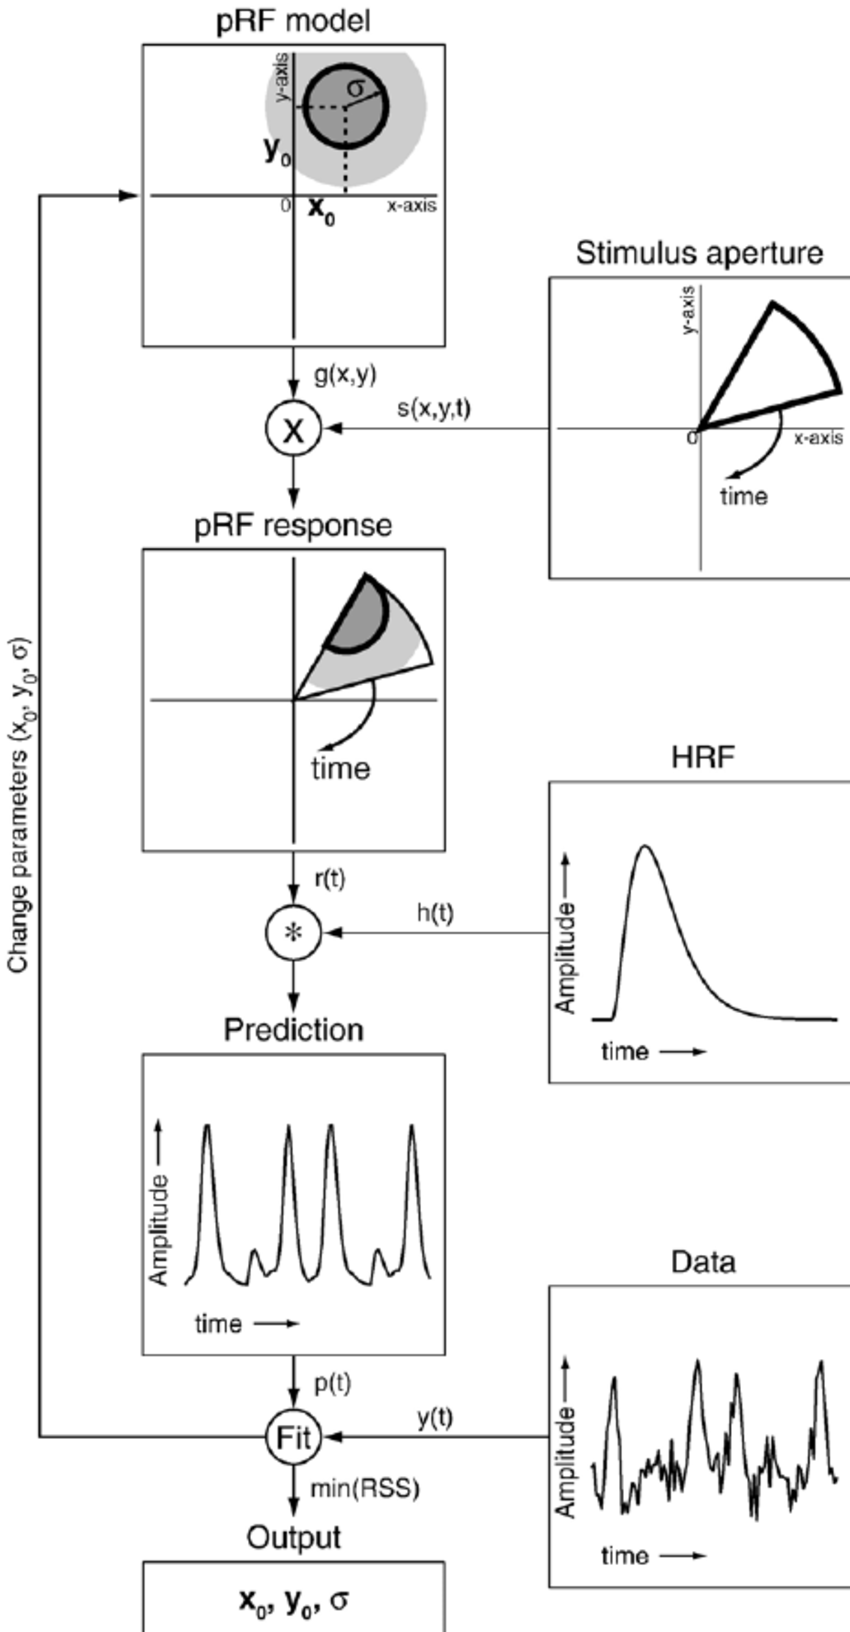 pRF model
y-axis
σ
y₀
0
x₀
x-axis
g(x,y)
Stimulus aperture
y-axis
0
x-axis
time
s(x,y,t)
X
pRF response
time
r(t)
HRF
Amplitude
time
h(t)
*
Prediction
Amplitude
time
p(t)
Data
Amplitude
time
y(t)
Fit
Change parameters (x₀, y₀, σ)
min(RSS)
Output
x₀, y₀, σ